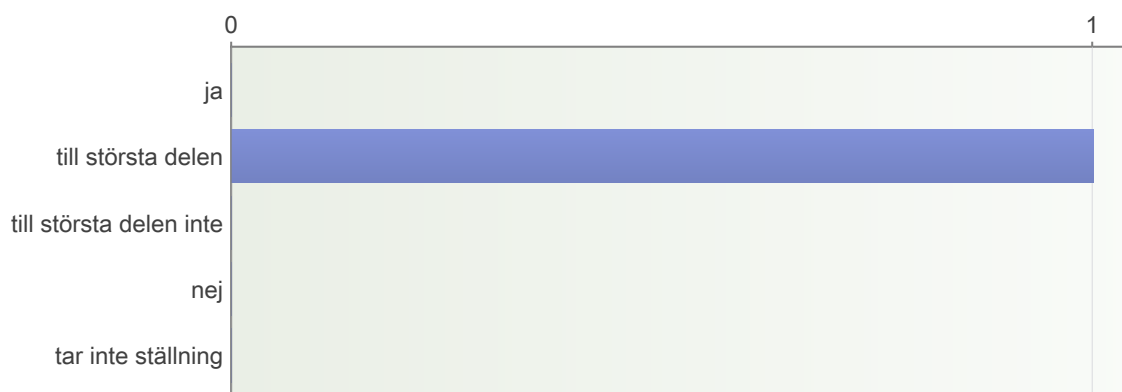 0 1
ja
till största delen
till största delen inte
nej
tar inte ställning